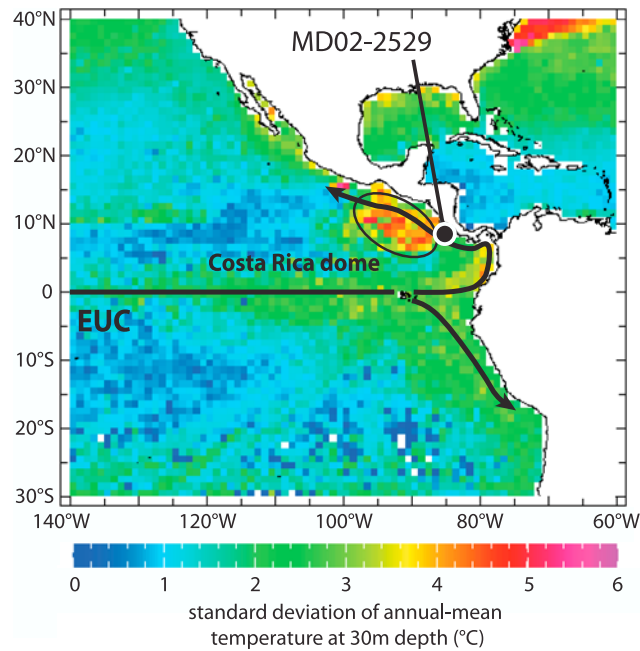 40°N
MD02-2529
30°N
20°N
10°N
Costa Rica dome
0
EUC
10°S
20°S
30°S
140°W 120°W 100°W 80°W 60°W
0 1 2 3 4 5 6
standard deviation of annual-mean
temperature at 30m depth (°C)